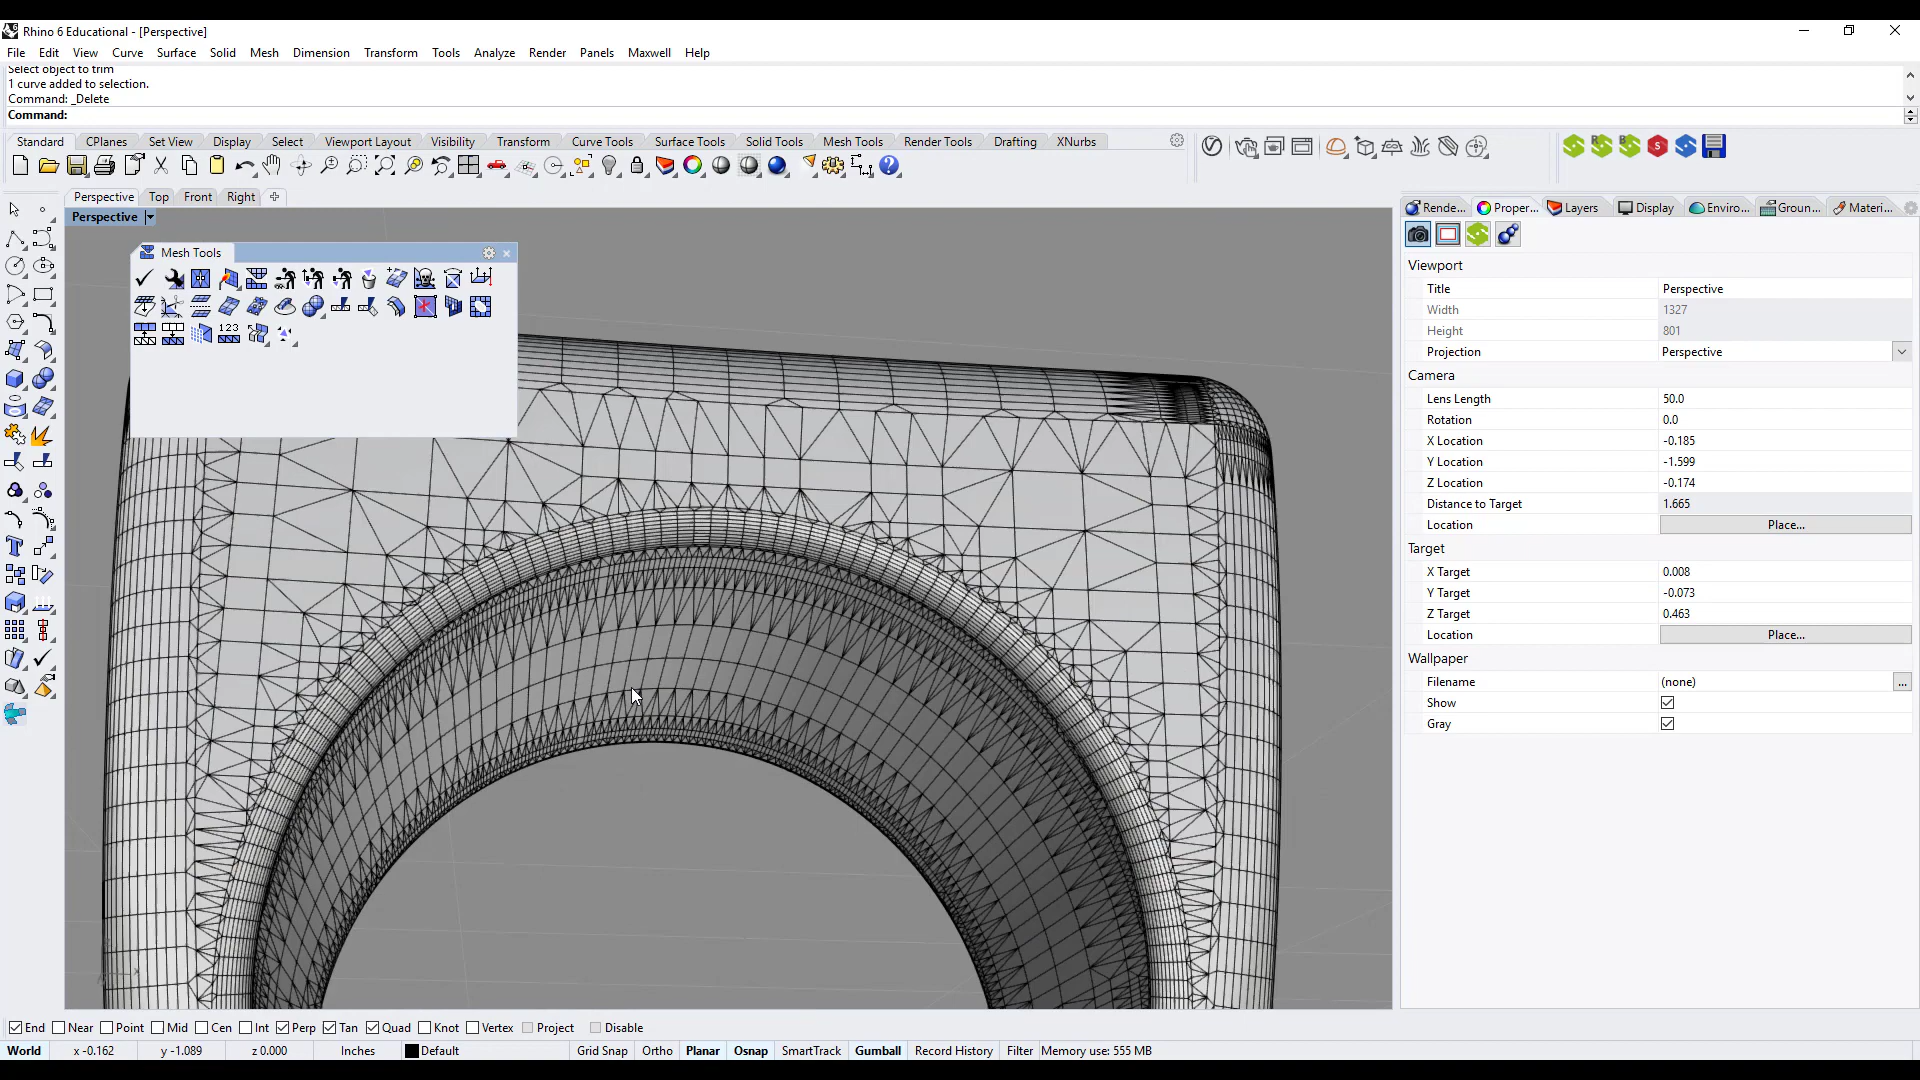 Rhino 6 Educational - [Perspective]
File Edit View Curve Surface Solid Mesh Dimension Transform Tools Analyze Render Panels Maxwell Help
Select object to trim
1 curve added to selection.
Command: _Delete
Command:
Standard CPlanes Set View Display Select Viewport Layout Visibility Transform Curve Tools Surface Tools Solid Tools Mesh Tools Render Tools Drafting XNurbs
Perspective Top Front Right
Perspective
Mesh Tools
123
Rende... Proper... Layers Display Enviro... Groun... Materi...
Viewport
Title Perspective
Width 1327
Height 801
Projection Perspective
Camera
Lens Length 50.0
Rotation 0.0
X Location -0.185
Y Location -1.599
Z Location -0.174
Distance to Target 1.665
Location Place...
Target
X Target 0.008
Y Target -0.073
Z Target 0.463
Location Place...
Wallpaper
Filename (none) ...
Show
Gray
End Near Point Mid Cen Int Perp Tan Quad Knot Vertex Project Disable
World x -0.162 y -1.089 z 0.000 Inches Default Grid Snap Ortho Planar Osnap SmartTrack Gumball Record History Filter Memory use: 555 MB